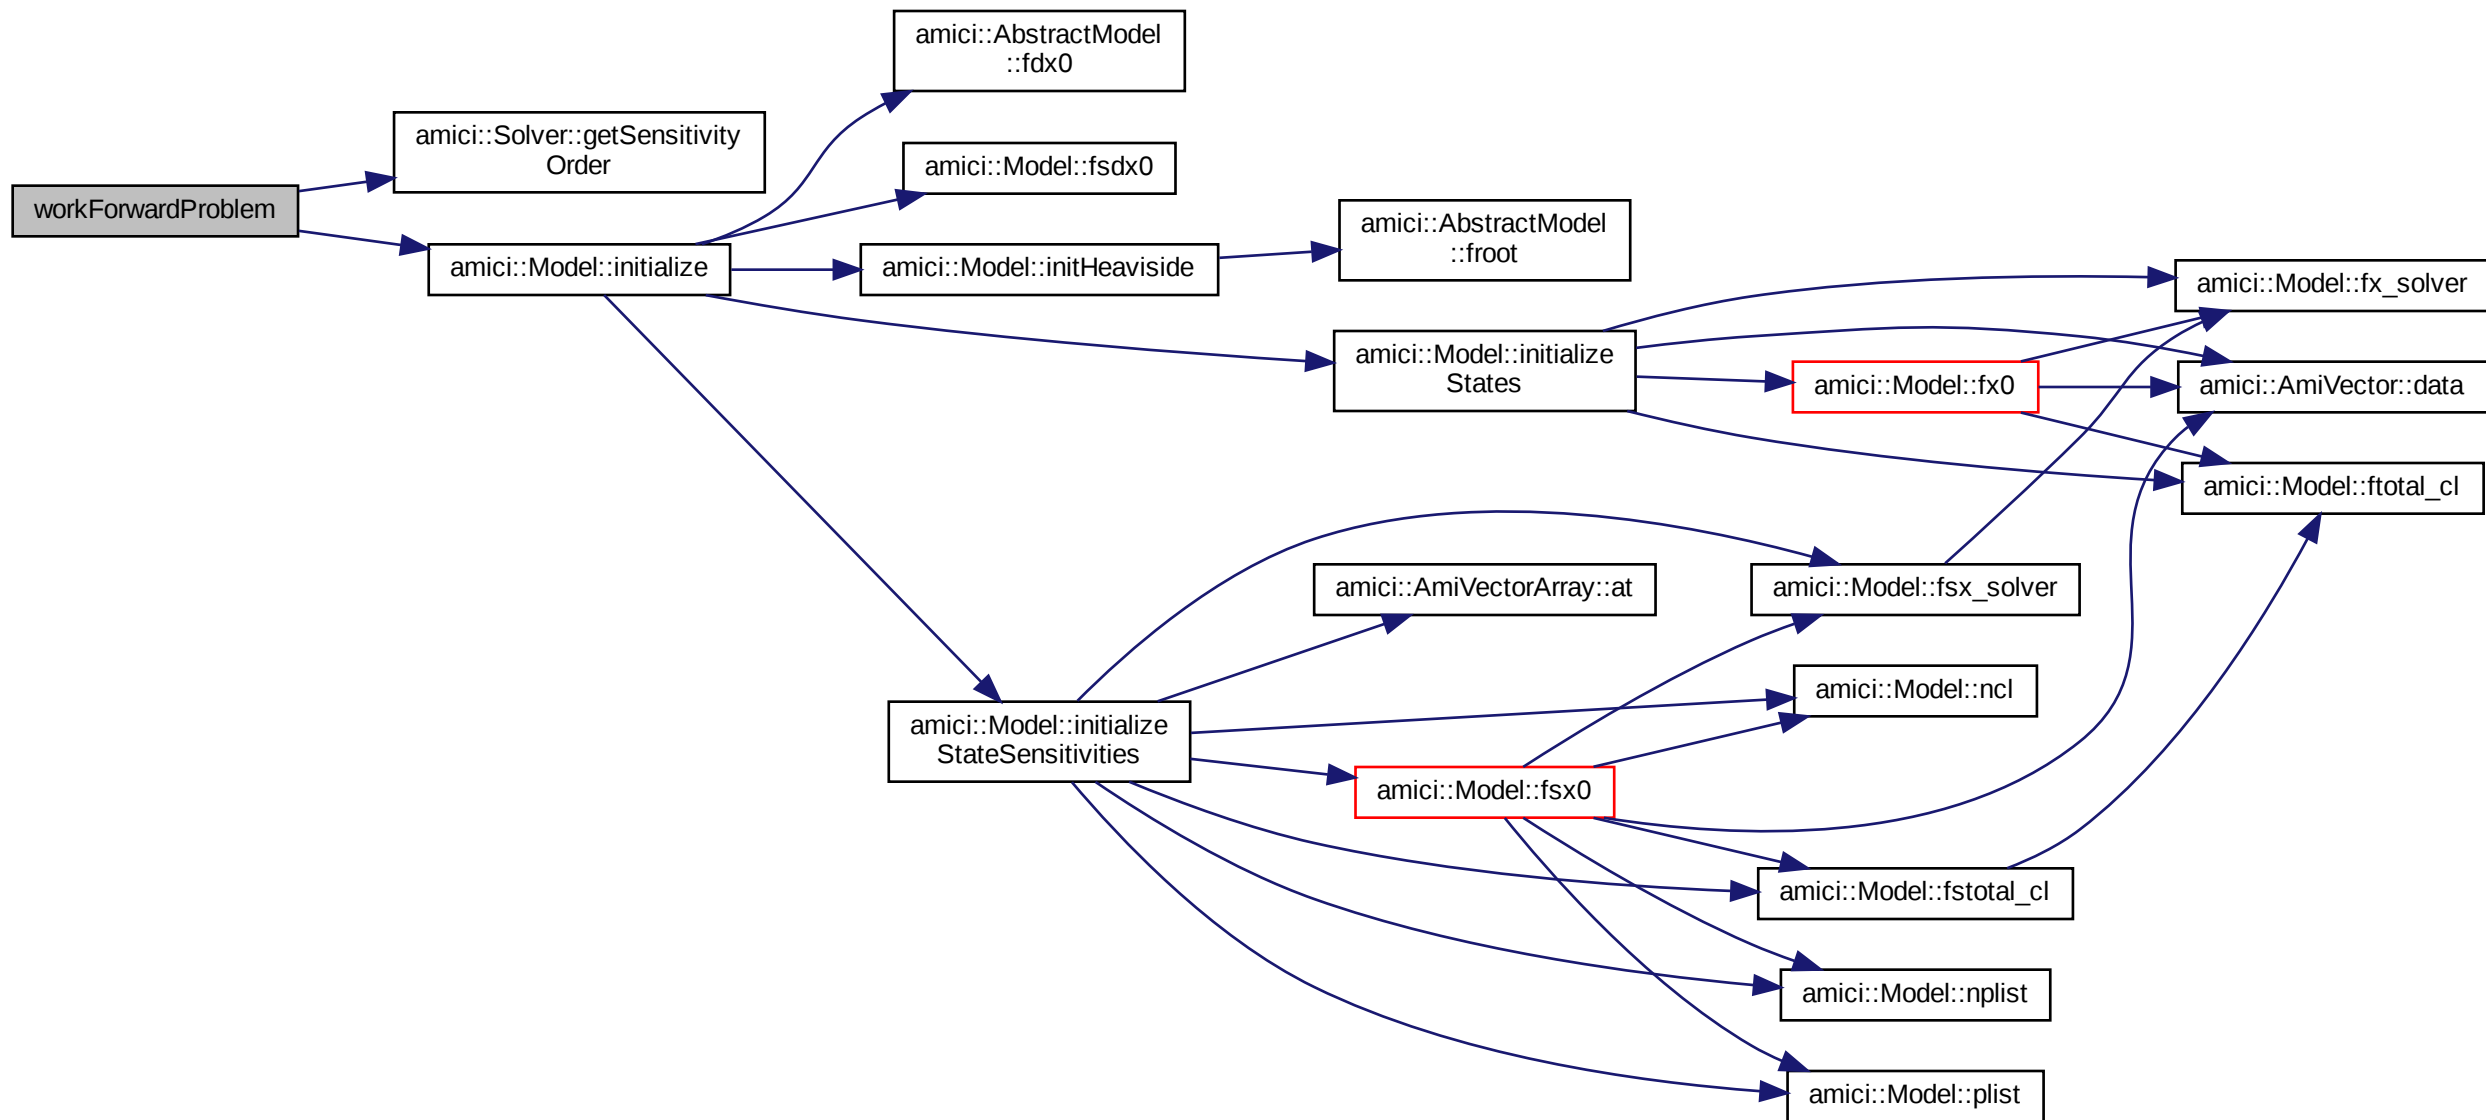 amici::AbstractModel
::fdx0
amici::Solver::getSensitivity
Order
amici::Model::fsdx0
workForwardProblem
amici::AbstractModel
::froot
amici::Model::initialize
amici::Model::initHeaviside
amici::Model::fx_solver
amici::Model::initialize
States
amici::Model::fx0
amici::AmiVector::data
amici::Model::ftotal_cl
amici::AmiVectorArray::at
amici::Model::fsx_solver
amici::Model::ncl
amici::Model::initialize
StateSensitivities
amici::Model::fsx0
amici::Model::fstotal_cl
amici::Model::nplist
amici::Model::plist